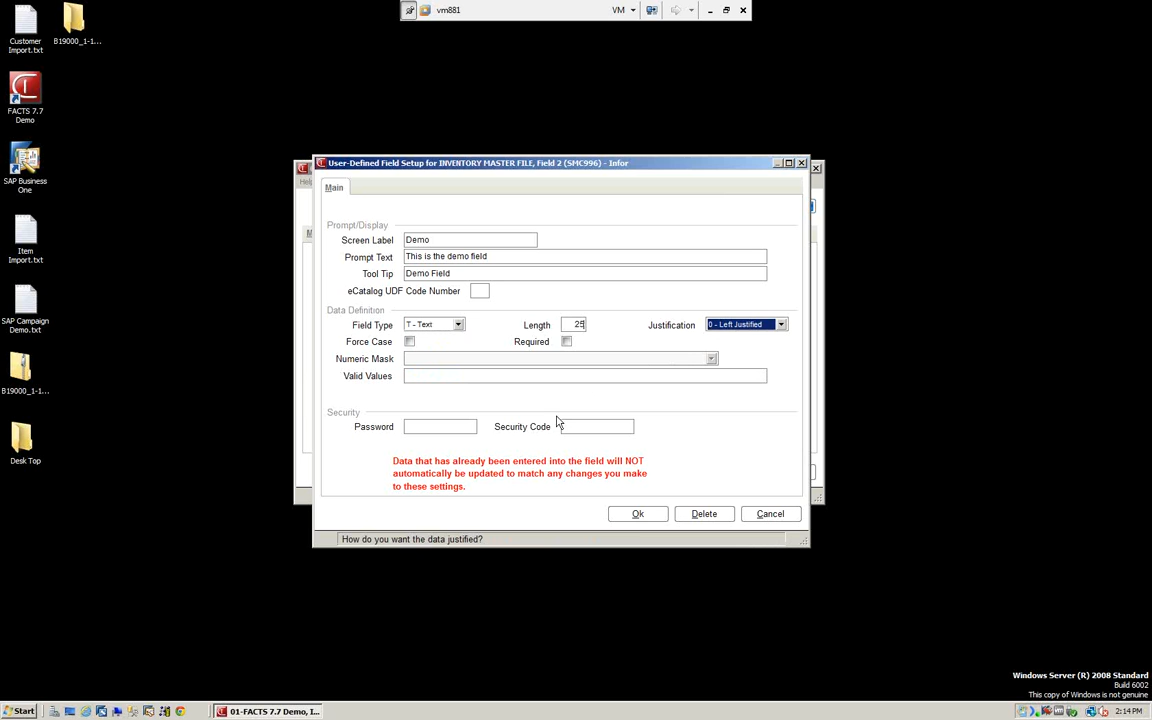 vm881
VM
Customer
Import.txt
B19000_1-1...
FACTS 7.7
Demo
SAP Business
One
Item
Import.txt
SAP Campaign
Demo.txt
B19000_1-1...
Desk Top
User-Defined Field Setup for INVENTORY MASTER FILE, Field 2 (SMC996) - Infor
Help
Main
Prompt/Display
Screen Label Demo
Prompt Text This is the demo field
Tool Tip Demo Field
eCatalog UDF Code Number
Data Definition
Field Type T - Text Length 25 Justification 0 - Left Justified
Force Case Required
Numeric Mask
Valid Values
Security
Password Security Code
Data that has already been entered into the field will NOT
automatically be updated to match any changes you make
to these settings.
Ok Delete Cancel
How do you want the data justified?
Windows Server (R) 2008 Standard
Build 6002
This copy of Windows is not genuine
Start
01-FACTS 7.7 Demo, I...
2:14 PM